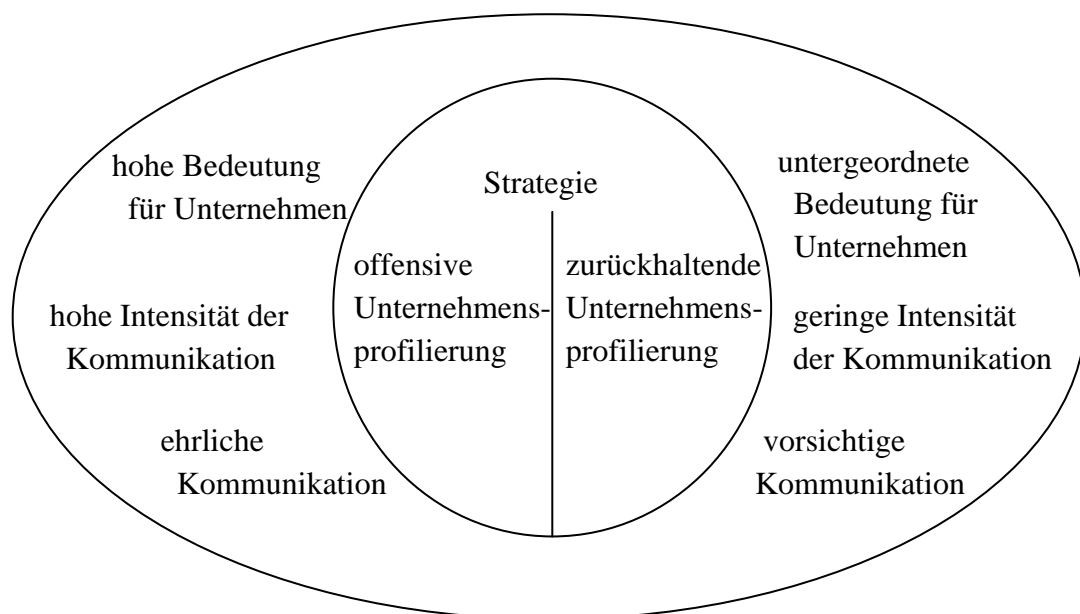 hohe Bedeutung
für Unternehmen
hohe Intensität der
Kommunikation
ehrliche
Kommunikation
Strategie
offensive
Unternehmens-
profilierung
zurückhaltende
Unternehmens-
profilierung
untergeordnete
Bedeutung für
Unternehmen
geringe Intensität
der Kommunikation
vorsichtige
Kommunikation